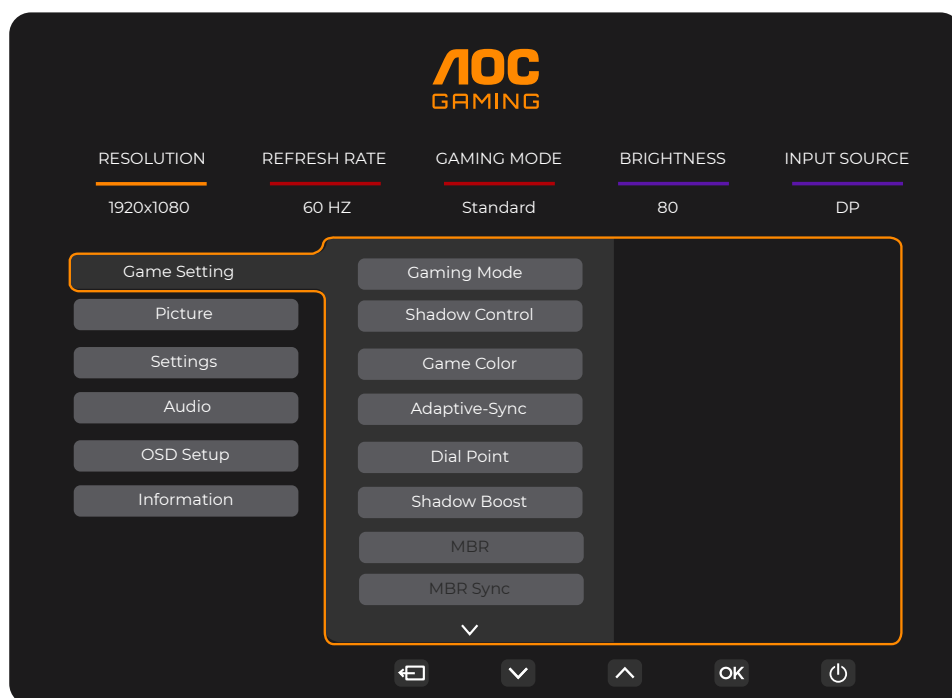 AOC
GAMING
RESOLUTION REFRESH RATE GAMING MODE BRIGHTNESS INPUT SOURCE
1920x1080 60 HZ Standard 80 DP
Game Setting
Picture
Settings
Audio
OSD Setup
Information
Gaming Mode
Shadow Control
Game Color
Adaptive-Sync
Dial Point
Shadow Boost
MBR
MBR Sync
OK